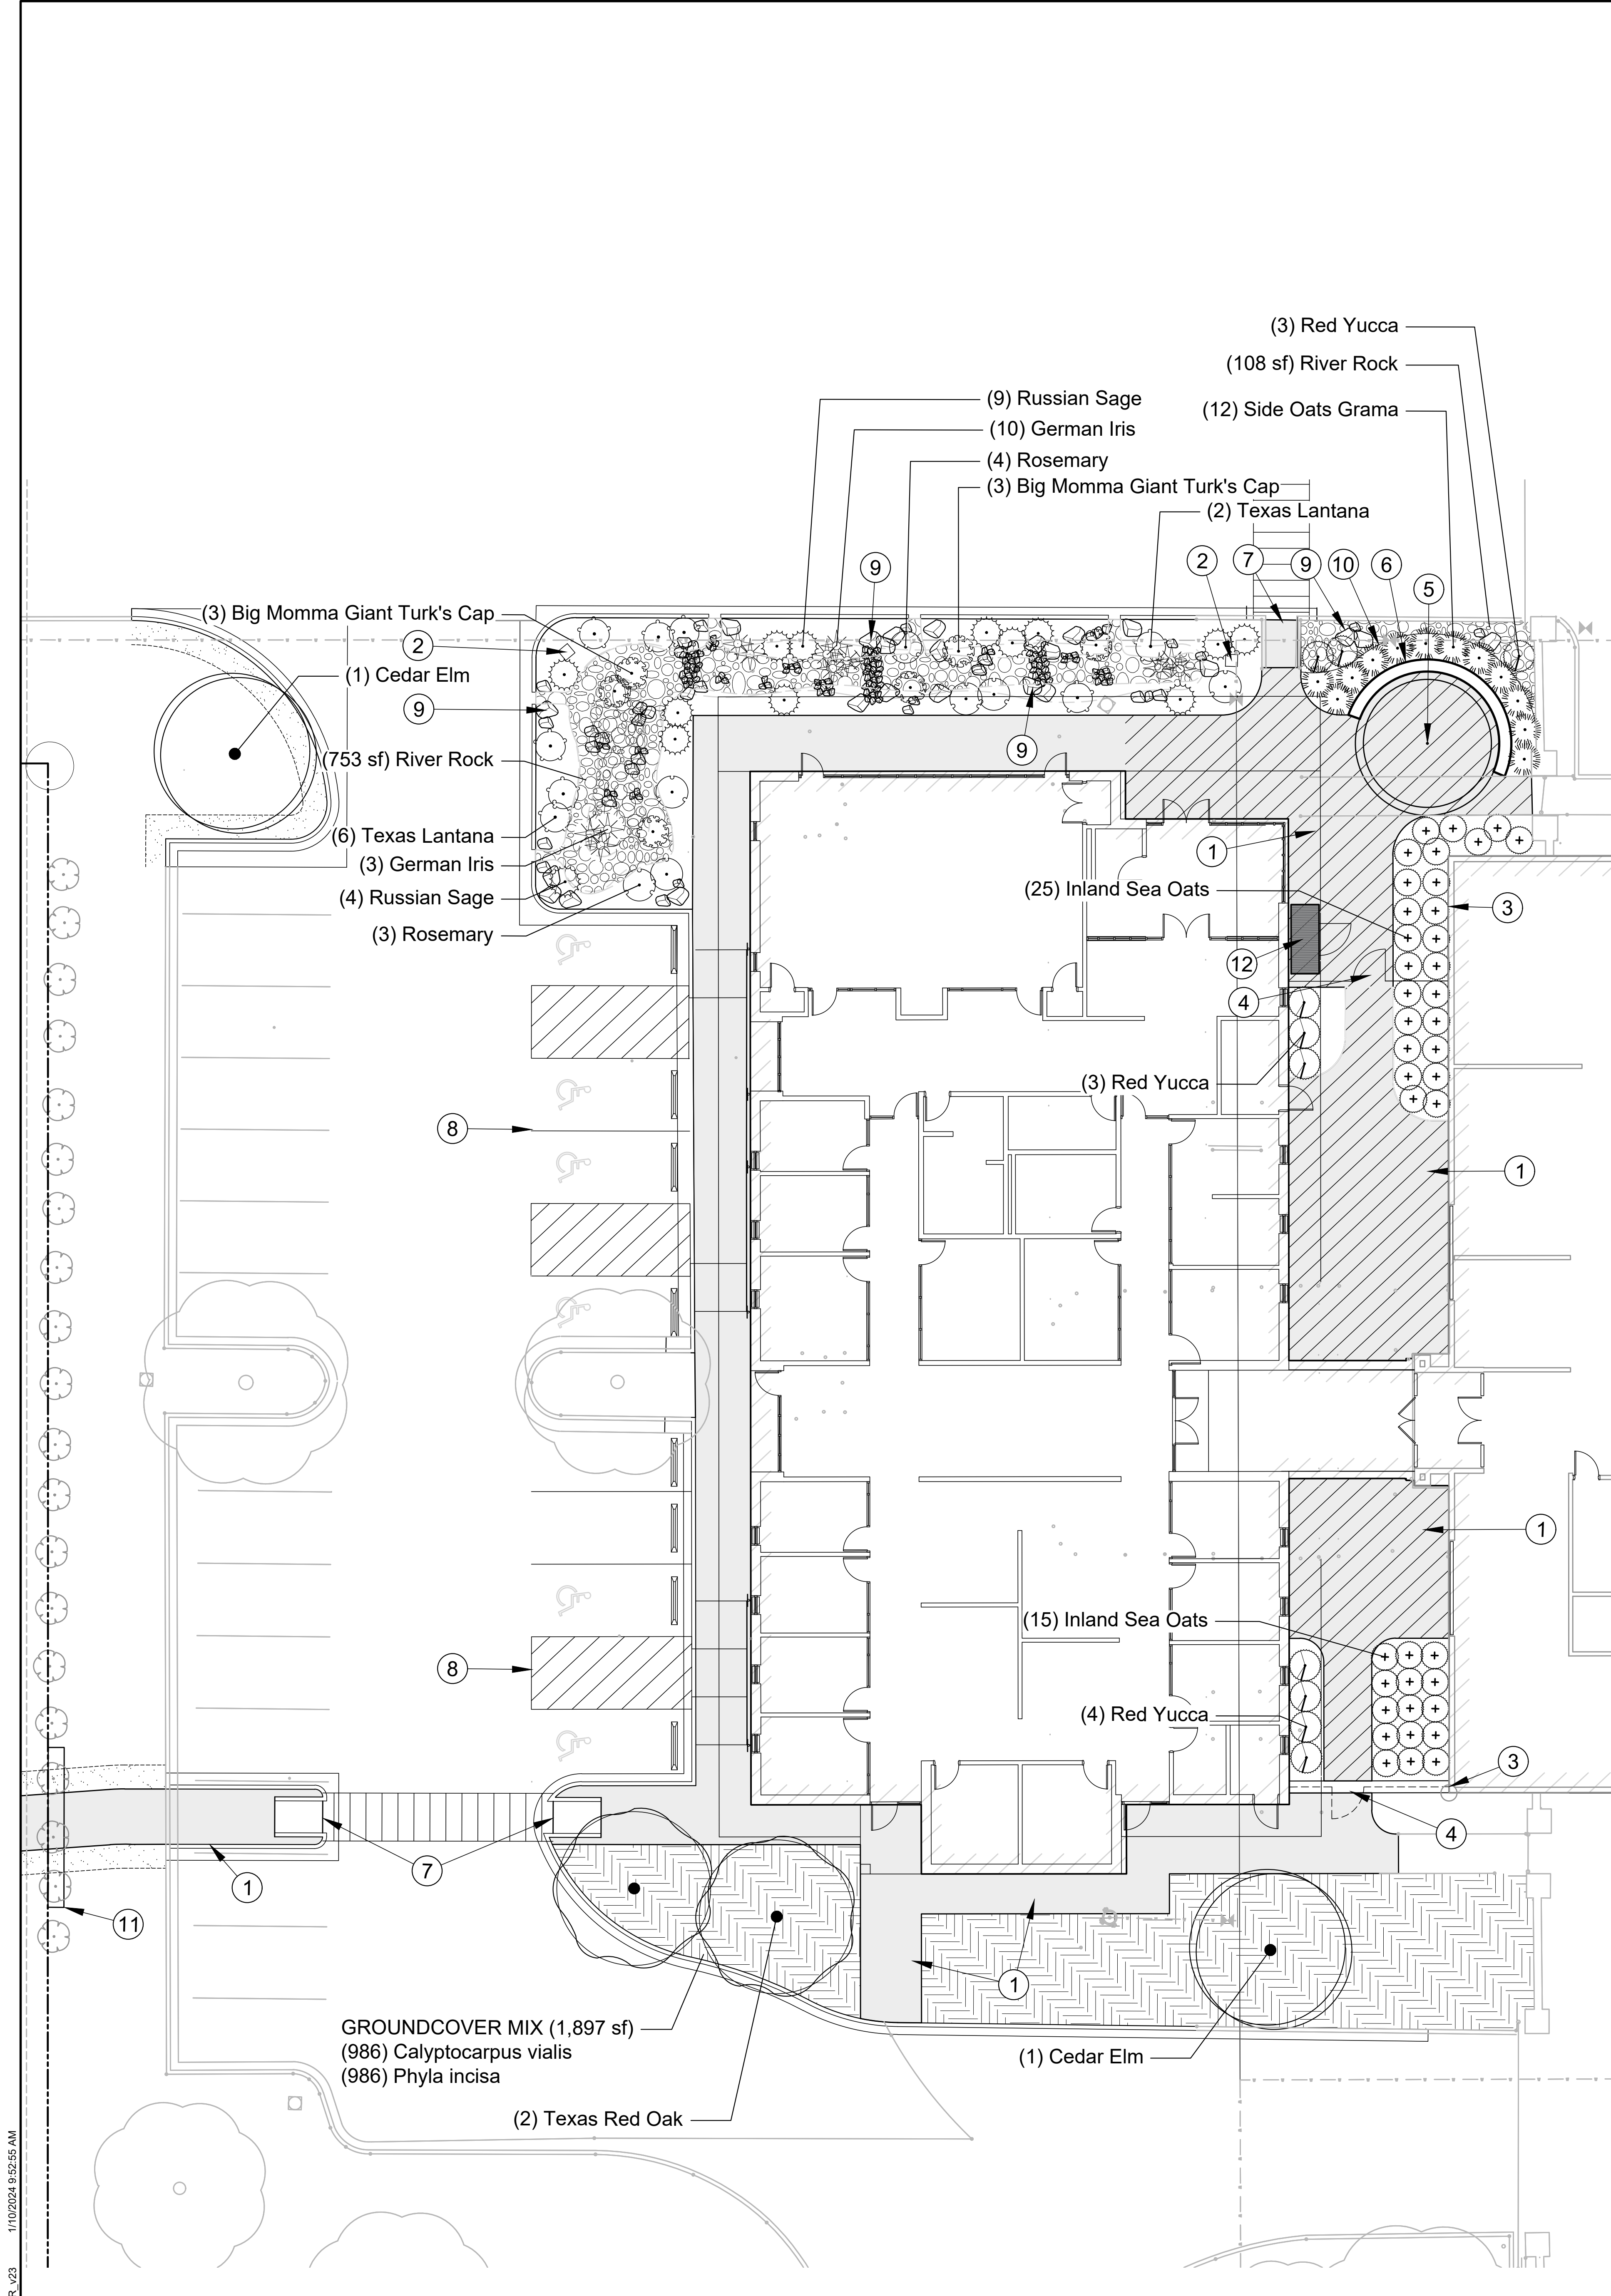 (3) Red Yucca
(108 sf) River Rock
(9) Russian Sage
(12) Side Oats Grama
(10) German Iris
(4) Rosemary
(3) Big Momma Giant Turk's Cap
(2) Texas Lantana
9
2
7
9
10
6
5
(3) Big Momma Giant Turk's Cap
2
(1) Cedar Elm
9
9
(753 sf) River Rock
(6) Texas Lantana
1
(3) German Iris
(25) Inland Sea Oats
(4) Russian Sage
3
(3) Rosemary
12
4
(3) Red Yucca
8
1
1
(15) Inland Sea Oats
8
(4) Red Yucca
3
4
7
1
11
1
GROUNDCOVER MIX (1,897 sf)
(986) Calyptocarpus vialis
(986) Phyla incisa
(1) Cedar Elm
(2) Texas Red Oak
1/10/2024 9:52:55 AM
R_v23